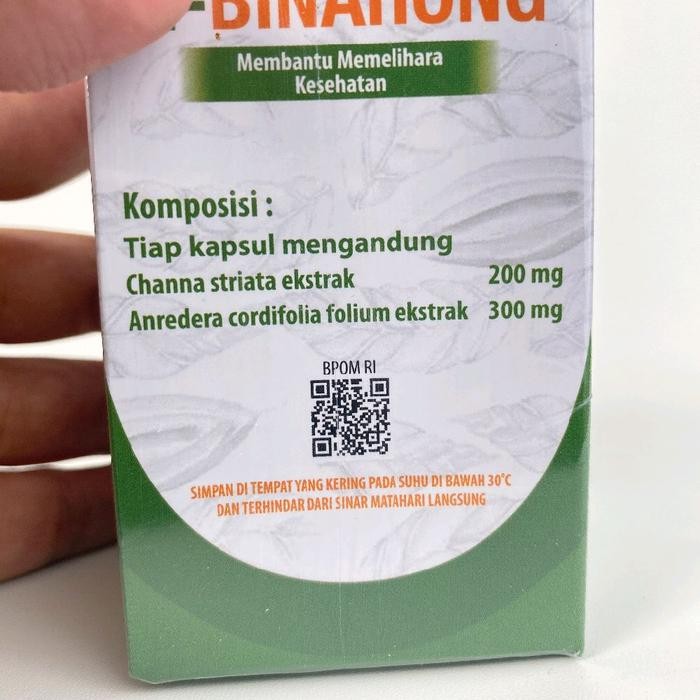 -BINAHONG
Membantu Memelihara
Kesehatan
Komposisi :
Tiap kapsul mengandung
Channa striata ekstrak 200 mg
Anredera cordifolia folium ekstrak 300 mg
BPOM RI
SIMPAN DI TEMPAT YANG KERING PADA SUHU DI BAWAH 30°C
DAN TERHINDAR DARI SINAR MATAHARI LANGSUNG